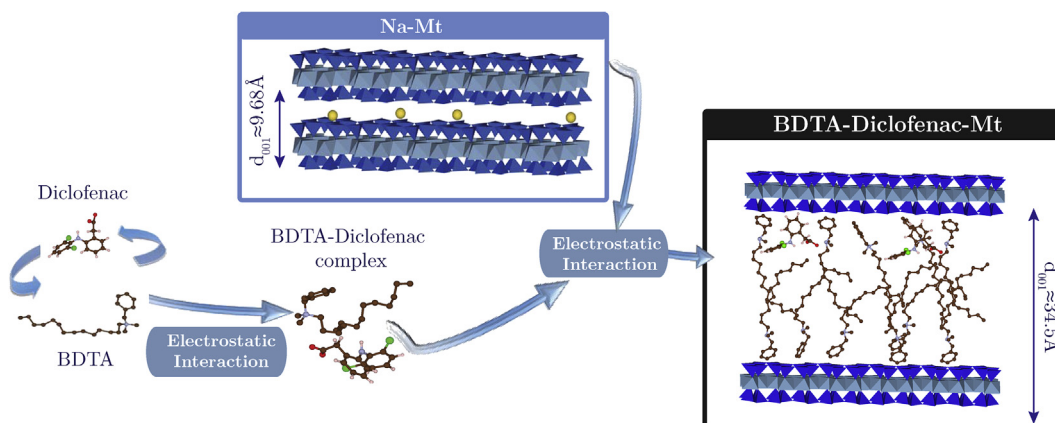 Na-Mt
d001≈9.68Å
Diclofenac
BDTA
Electrostatic
Interaction
BDTA-Diclofenac
complex
Electrostatic
Interaction
BDTA-Diclofenac-Mt
d001≈34.5Å